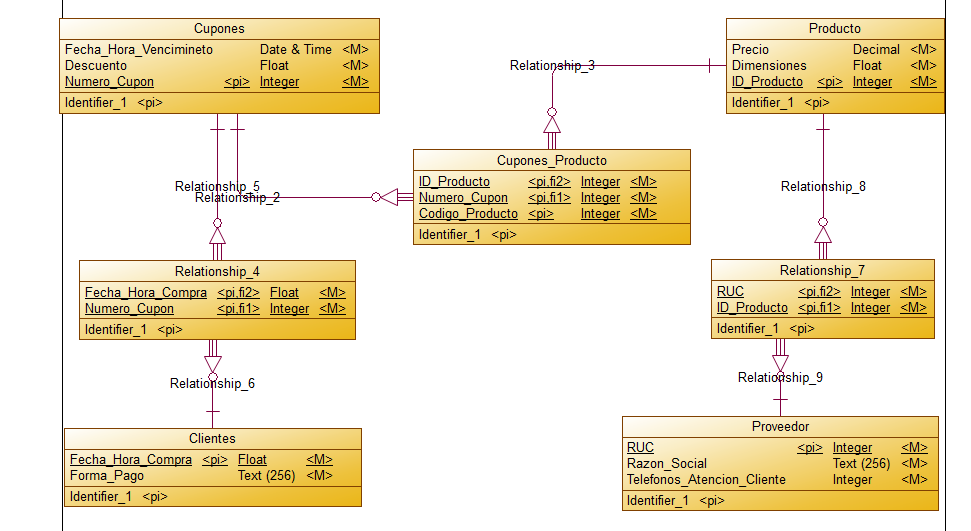 Cupones
Fecha_Hora_Vencimineto Date & Time <M>
Descuento Float <M>
Numero_Cupon <pi> Integer <M>
Identifier_1 <pi>
Producto
Precio Decimal <M>
Dimensiones Float <M>
ID_Producto <pi> Integer <M>
Identifier_1 <pi>
Relationship_3
Cupones_Producto
ID_Producto <pi,fi2> Integer <M>
Numero_Cupon <pi,fi1> Integer <M>
Codigo_Producto <pi> Integer <M>
Identifier_1 <pi>
Relationship_5
Relationship_2
Relationship_8
Relationship_4
Fecha_Hora_Compra <pi,fi2> Float <M>
Numero_Cupon <pi,fi1> Integer <M>
Identifier_1 <pi>
Relationship_7
RUC <pi,fi2> Integer <M>
ID_Producto <pi,fi1> Integer <M>
Identifier_1 <pi>
Relationship_6
Relationship_9
Clientes
Fecha_Hora_Compra <pi> Float <M>
Forma_Pago Text (256) <M>
Identifier_1 <pi>
Proveedor
RUC <pi> Integer <M>
Razon_Social Text (256) <M>
Telefonos_Atencion_Cliente Integer <M>
Identifier_1 <pi>